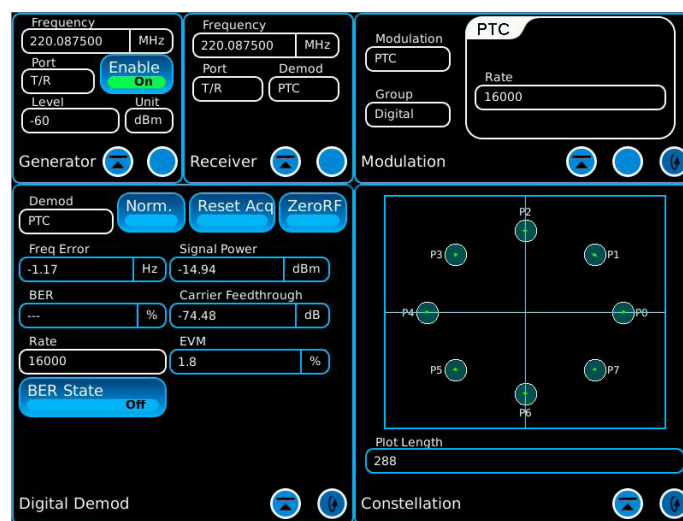 Frequency
220.087500 MHz
Port
T/R
Enable
On
Level
-60
Unit
dBm
Generator
Frequency
220.087500 MHz
Port
T/R
Demod
PTC
Receiver
Modulation
PTC
Group
Digital
PTC
Rate
16000
Modulation
Demod
PTC
Norm.
Reset Acq
ZeroRF
Freq Error
-1.17 Hz
Signal Power
-14.94 dBm
BER
--- %
Carrier Feedthrough
-74.48 dB
Rate
16000
EVM
1.8 %
BER State
Off
Digital Demod
P2
P3
P1
P4
P0
P5
P7
P6
Plot Length
288
Constellation